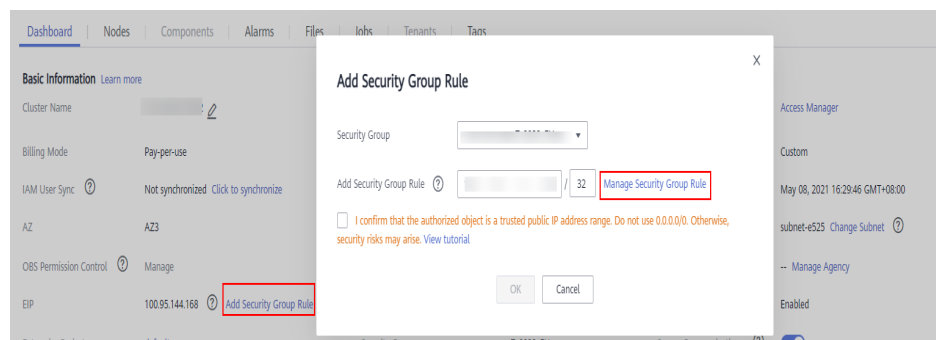 Dashboard Nodes Components Alarms Files Jobs Tenants Tags
Basic Information Learn more
Cluster Name
Billing Mode Pay-per-use
IAM User Sync ? Not synchronized Click to synchronize
AZ AZ3
OBS Permission Control ? Manage
EIP 100.95.144.168 ? Add Security Group Rule
X
Add Security Group Rule
Security Group
Add Security Group Rule ? / 32 Manage Security Group Rule
I confirm that the authorized object is a trusted public IP address range. Do not use 0.0.0.0/0. Otherwise,
security risks may arise. View tutorial
OK Cancel
Access Manager
Custom
May 08, 2021 16:29:46 GMT+08:00
subnet-e525 Change Subnet ?
-- Manage Agency
Enabled